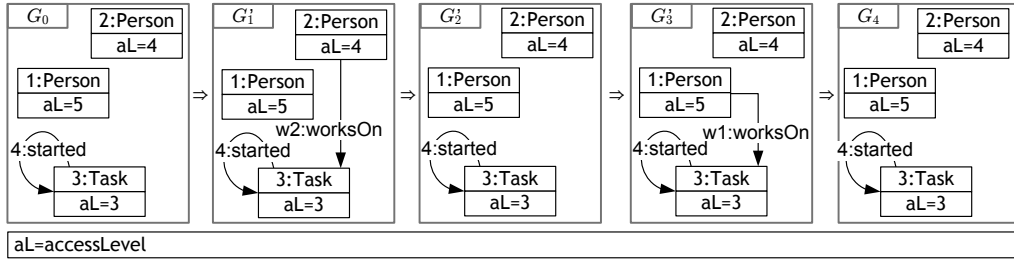 G0
2:Person
aL=4
1:Person
aL=5
4:started
3:Task
aL=3
⇒
G'1
2:Person
aL=4
1:Person
aL=5
w2:worksOn
4:started
3:Task
aL=3
⇒
G'2
2:Person
aL=4
1:Person
aL=5
4:started
3:Task
aL=3
⇒
G'3
2:Person
aL=4
1:Person
aL=5
w1:worksOn
4:started
3:Task
aL=3
⇒
G4
2:Person
aL=4
1:Person
aL=5
4:started
3:Task
aL=3
aL=accessLevel